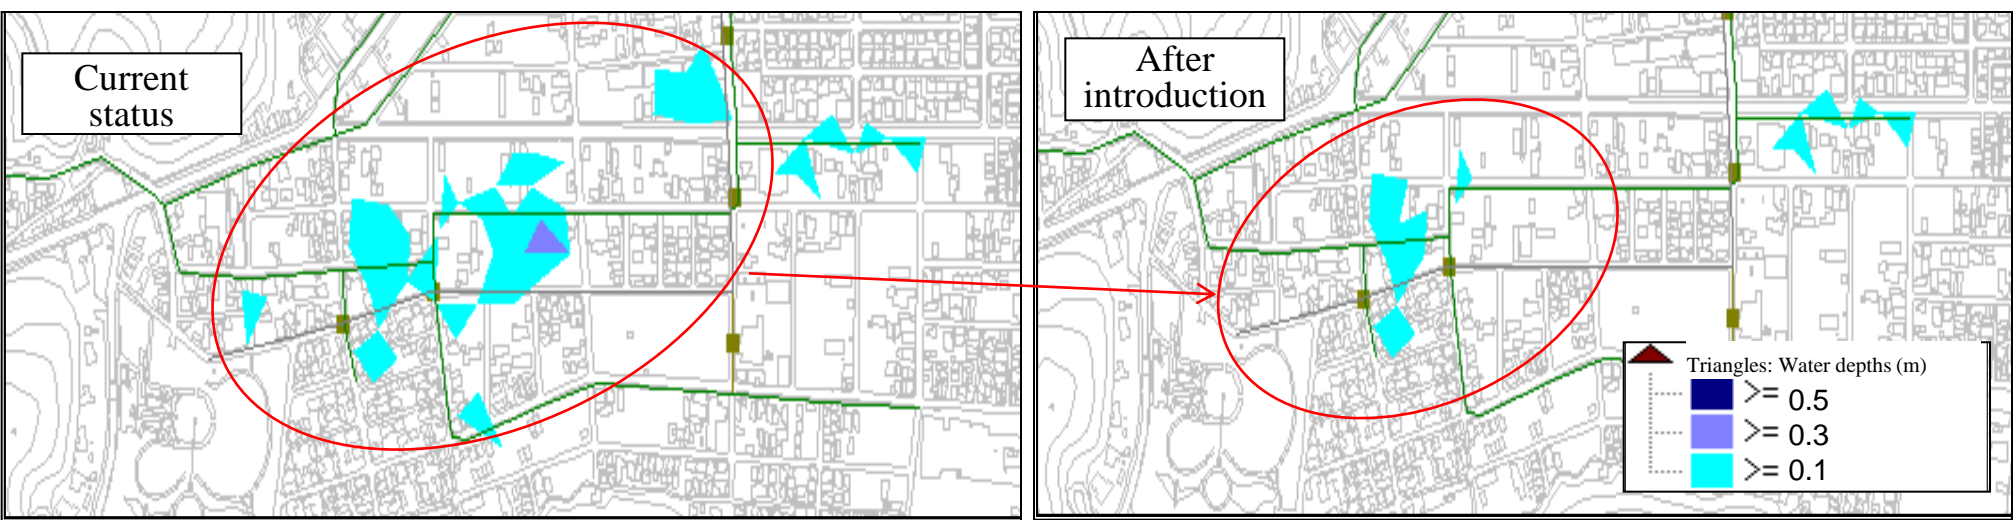 Current
status
After
introduction
Triangles: Water depths (m)
>= 0.5
>= 0.3
>= 0.1